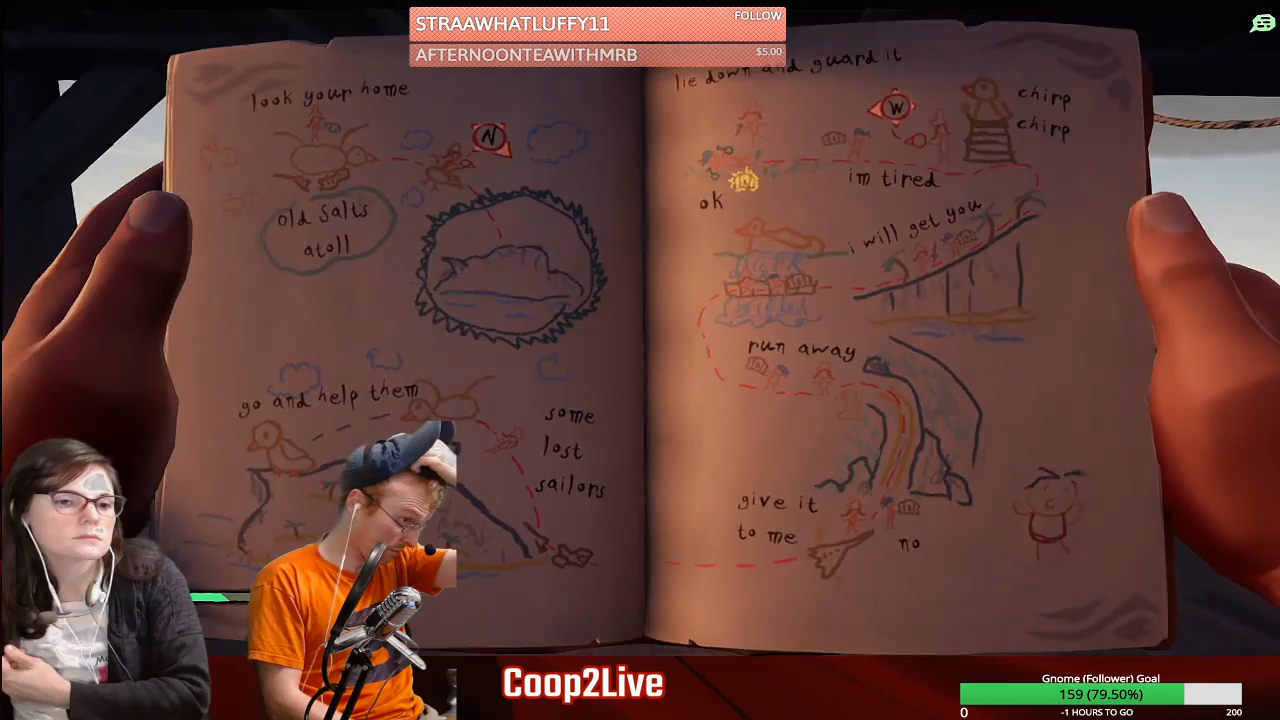 STRAAWHATLUFFY11
FOLLOW
AFTERNOONTEAWITHMRB
$5.00
look your home
N
old salts
atoll
go and help them
some
lost
sailors
lie down and guard it
W
chirp
chirp
im tired
ok
i will get you
run away
give it
to me
no
Coop2Live
Gnome (Follower) Goal
159 (79.50%)
0
-1 HOURS TO GO
200